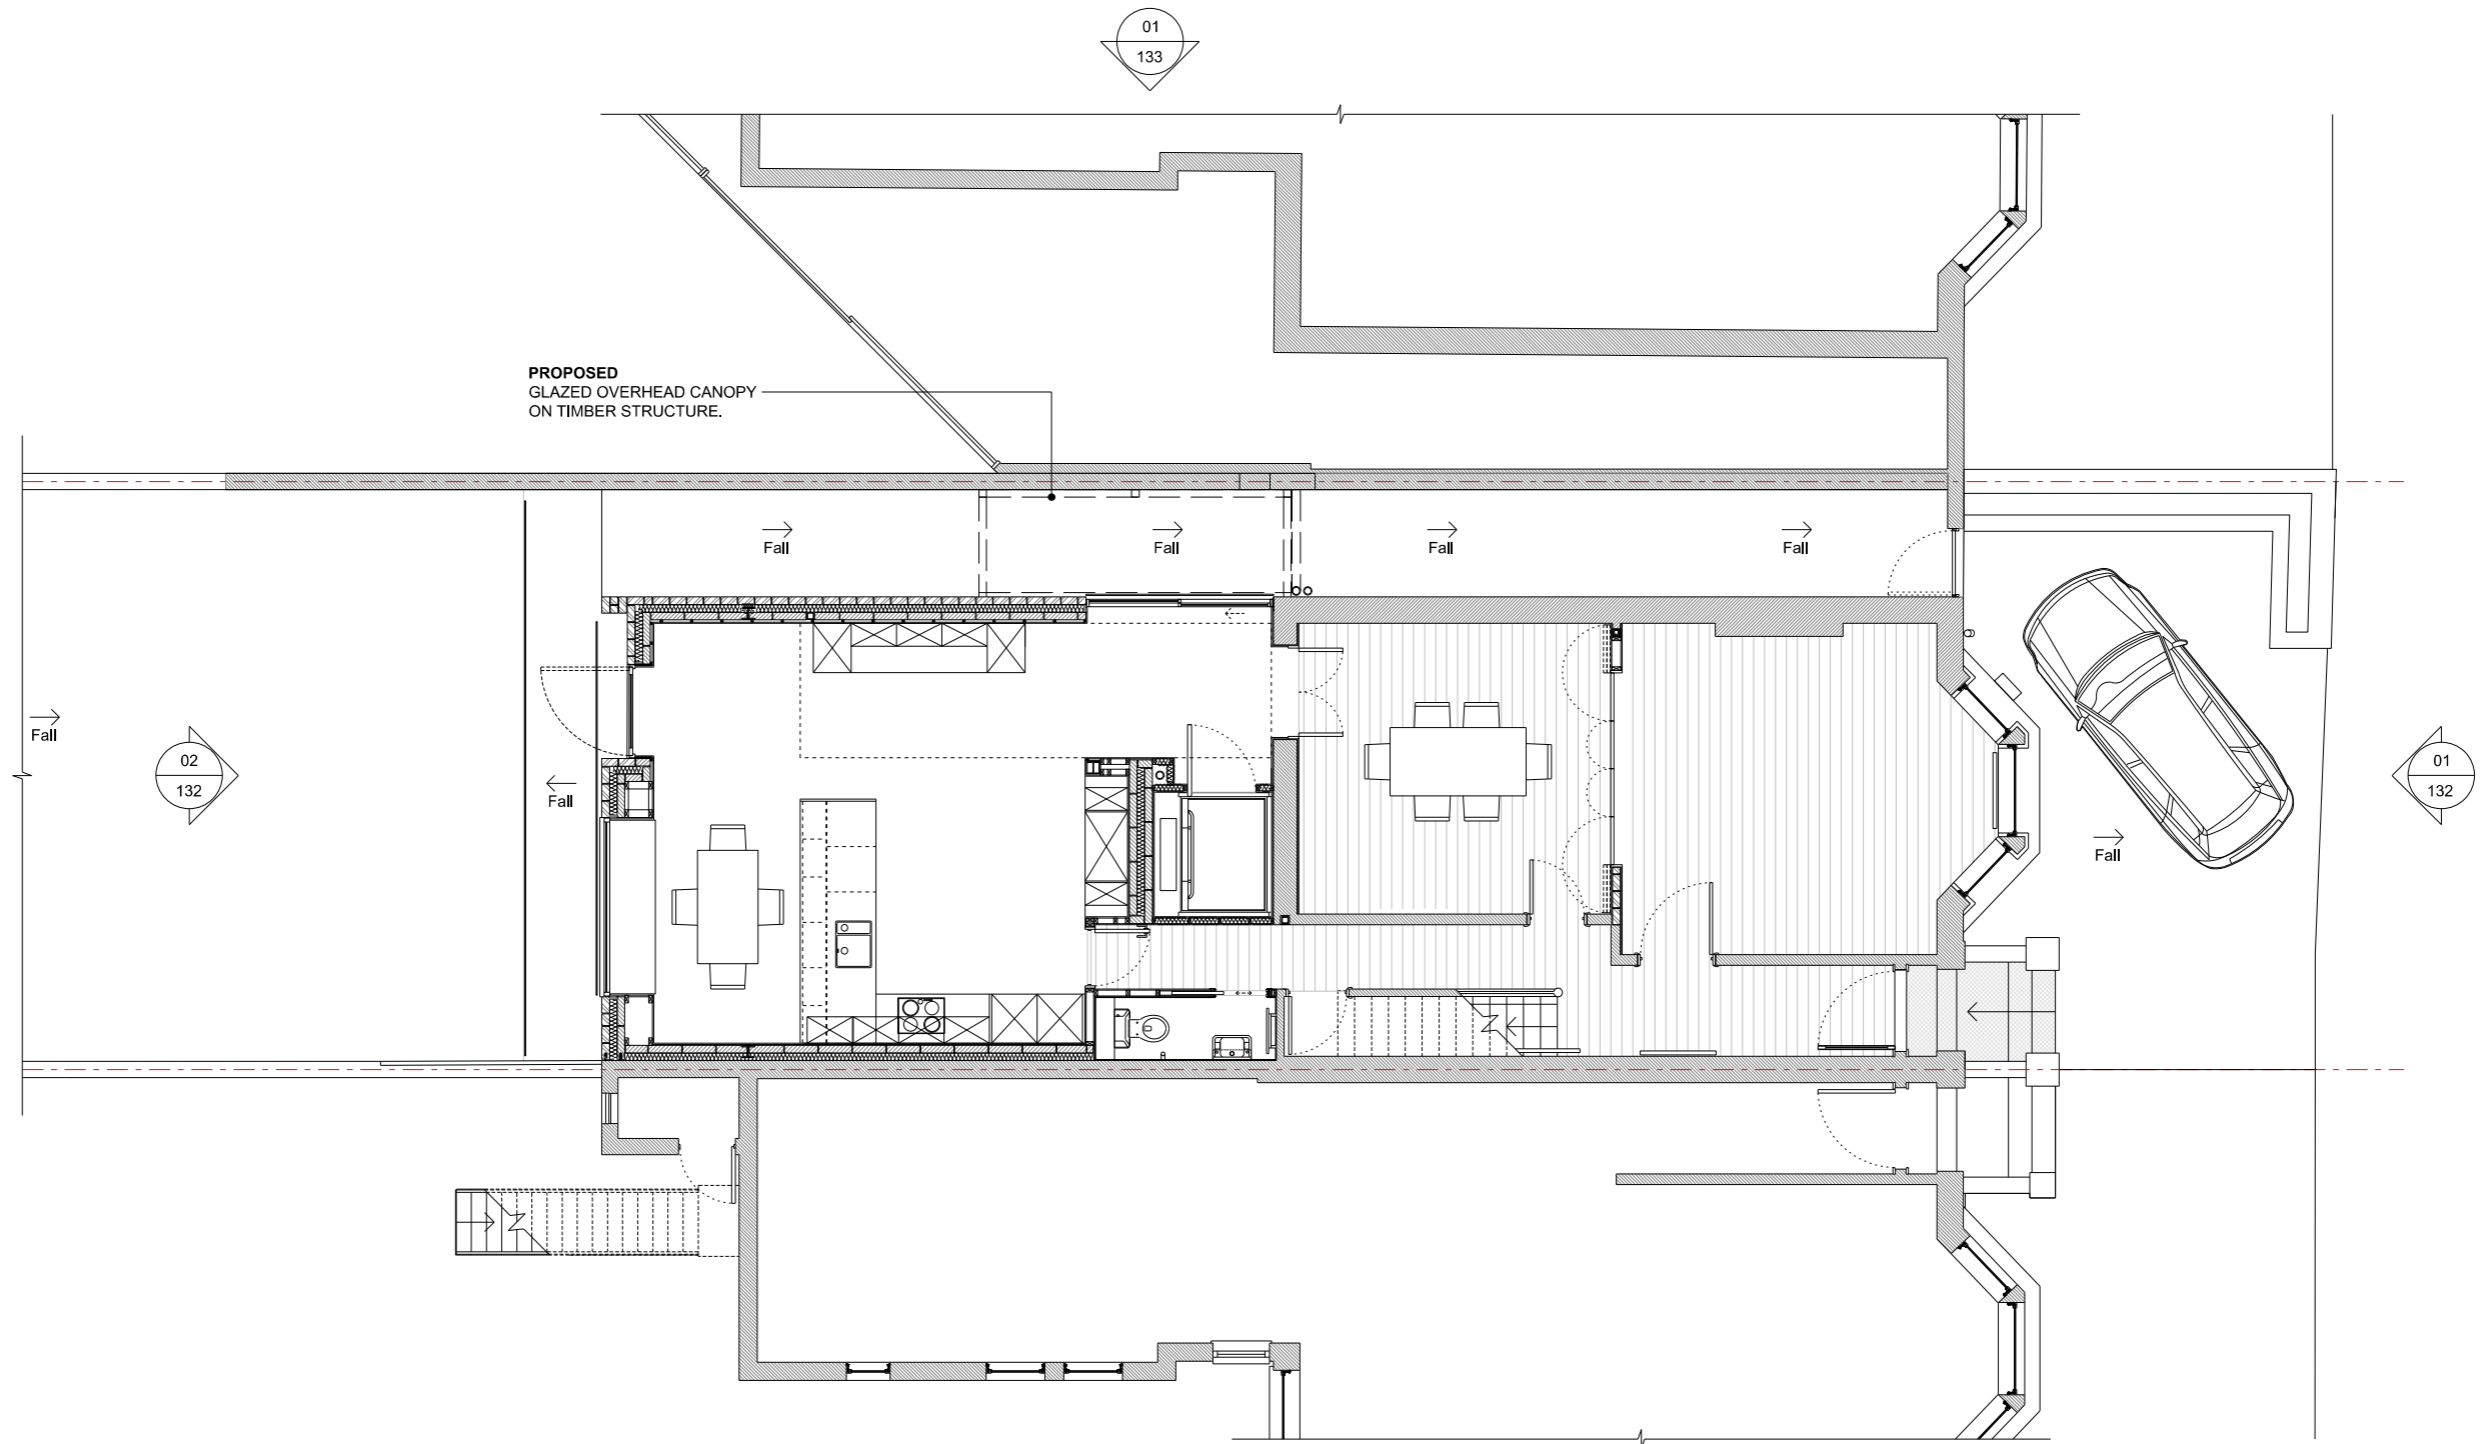 01
133
PROPOSED
GLAZED OVERHEAD CANOPY
ON TIMBER STRUCTURE.
Fall
Fall
Fall
Fall
Fall
02
132
Fall
01
132
Fall